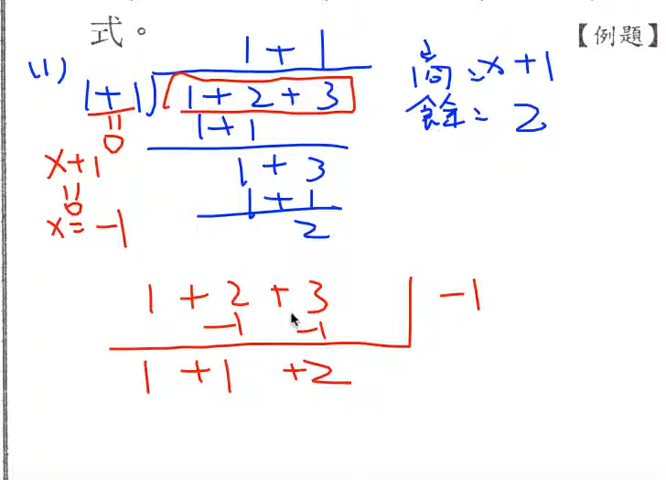 式。
【例題】
(1)
1+1
商=x+1
1+1
1+2+3
餘=2
1+1
||
0
x+1
1+3
||
0
1+1
x=-1
2
1+2+3
-1
-1 -1
1+1+2